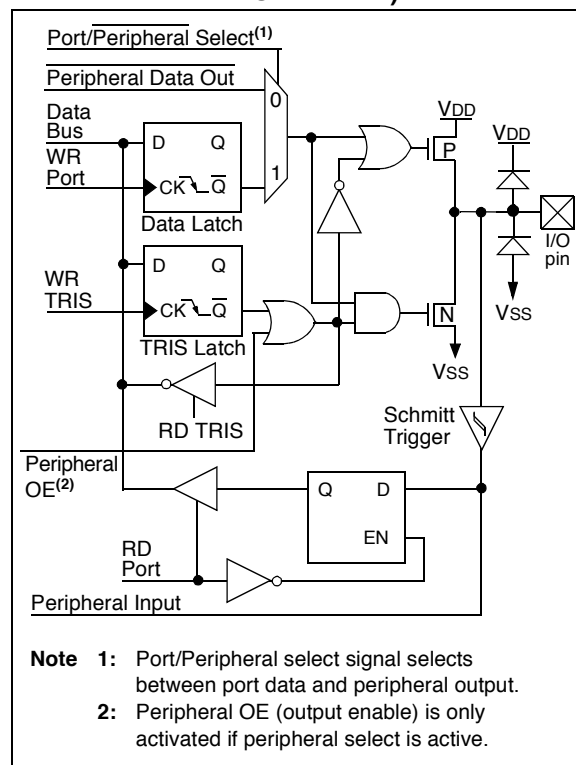 Port/Peripheral Select(1)
Peripheral Data Out
Data
Bus
WR
Port
D Q
CK Q
Data Latch
0
1
VDD
P
VDD
I/O
pin
D Q
CK Q
TRIS Latch
WR
TRIS
N
VSS
VSS
RD TRIS
Schmitt
Trigger
Peripheral
OE(2)
Q D
EN
RD
Port
Peripheral Input
Note 1: Port/Peripheral select signal selects
between port data and peripheral output.
2: Peripheral OE (output enable) is only
activated if peripheral select is active.